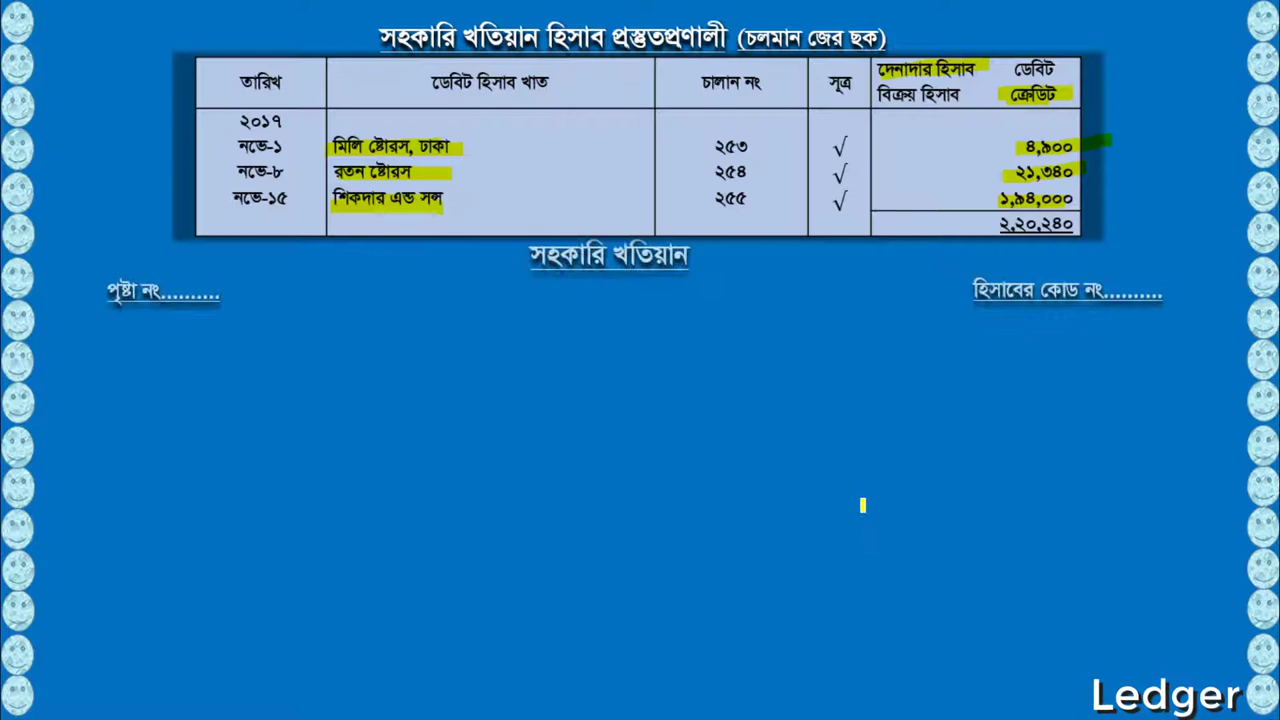 সহকারি খতিয়ান হিসাব প্রস্তুতপ্রণালী (চলমান জের ছক)
তারিখ ডেবিট হিসাব খাত চালান নং সূত্র দেনাদার হিসাব ডেবিট
বিক্রয় হিসাব ক্রেডিট
২০১৭
নভে-১ মিলি ষ্টোরস, ঢাকা ২৫৩ √ ৪,৯০০
নভে-৮ রতন ষ্টোরস ২৫৪ √ ২১,৩৪০
নভে-১৫ শিকদার এন্ড সন্স ২৫৫ √ ১,৯৪,০০০
২,২০,২৪০
সহকারি খতিয়ান
পৃষ্টা নং.......... হিসাবের কোড নং..........
Ledger